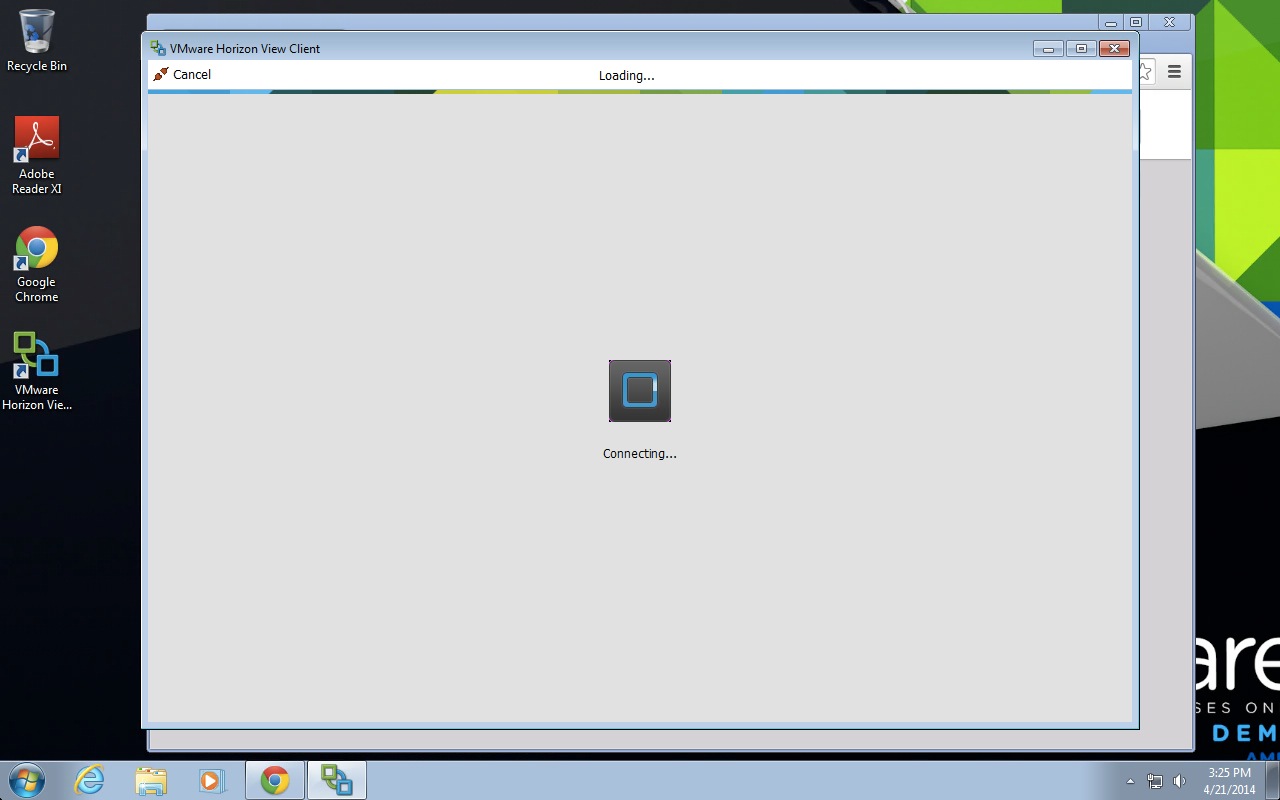 Recycle Bin
Adobe
Reader XI
Google
Chrome
VMware
Horizon Vie...
VMware Horizon View Client
Cancel
Loading...
Connecting...
are
SES ON
DEM
3:25 PM
4/21/2014